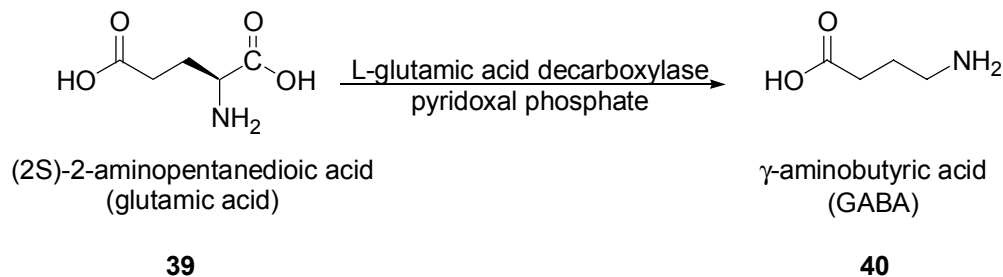 O
O
HO
C
OH
NH2
L-glutamic acid decarboxylase
pyridoxal phosphate
O
HO
NH2
(2S)-2-aminopentanedioic acid
(glutamic acid)
γ-aminobutyric acid
(GABA)
39
40